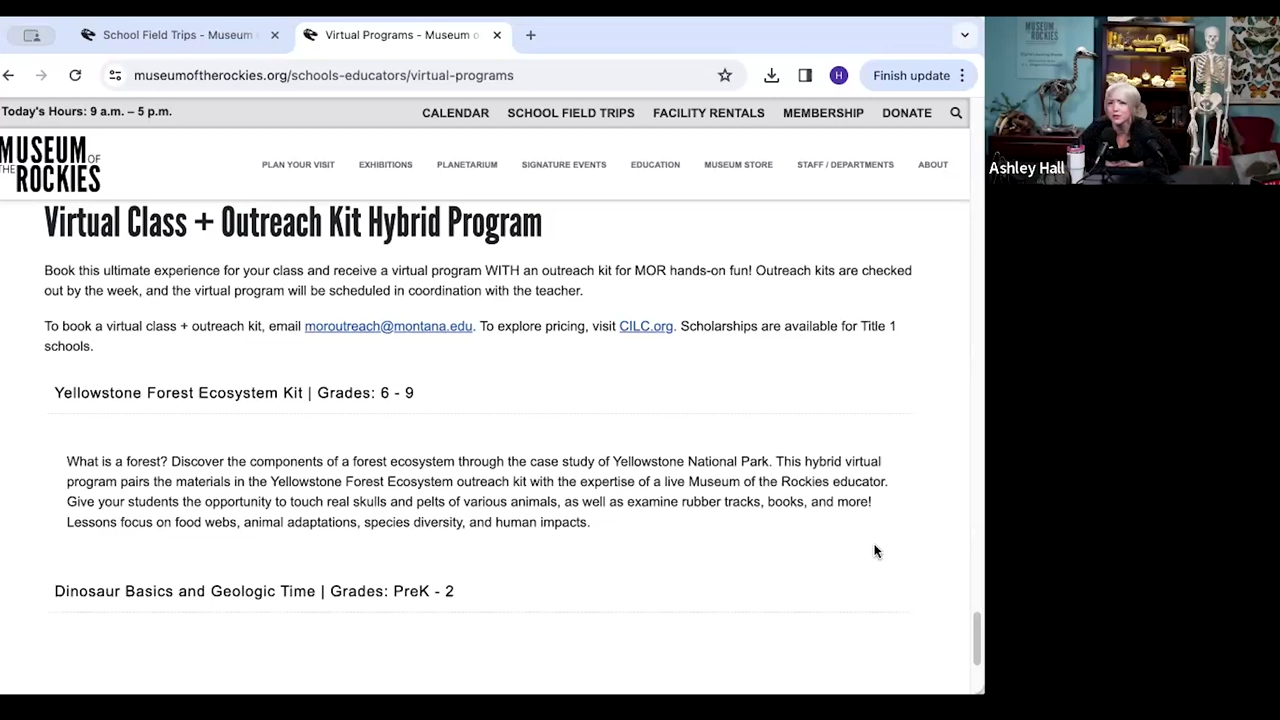 School Field Trips - Museum
Virtual Programs - Museum o
museumoftherockies.org/schools-educators/virtual-programs
H
Finish update
Today's Hours: 9 a.m. – 5 p.m.
CALENDAR
SCHOOL FIELD TRIPS
FACILITY RENTALS
MEMBERSHIP
DONATE
MUSEUM OF
THE ROCKIES
PLAN YOUR VISIT
EXHIBITIONS
PLANETARIUM
SIGNATURE EVENTS
EDUCATION
MUSEUM STORE
STAFF / DEPARTMENTS
ABOUT
Virtual Class + Outreach Kit Hybrid Program
Book this ultimate experience for your class and receive a virtual program WITH an outreach kit for MOR hands-on fun! Outreach kits are checked
out by the week, and the virtual program will be scheduled in coordination with the teacher.
To book a virtual class + outreach kit, email moroutreach@montana.edu. To explore pricing, visit CILC.org. Scholarships are available for Title 1
schools.
Yellowstone Forest Ecosystem Kit | Grades: 6 - 9
What is a forest? Discover the components of a forest ecosystem through the case study of Yellowstone National Park. This hybrid virtual
program pairs the materials in the Yellowstone Forest Ecosystem outreach kit with the expertise of a live Museum of the Rockies educator.
Give your students the opportunity to touch real skulls and pelts of various animals, as well as examine rubber tracks, books, and more!
Lessons focus on food webs, animal adaptations, species diversity, and human impacts.
Dinosaur Basics and Geologic Time | Grades: PreK - 2
MUSEUM
ROCKIES
Ashley Hall